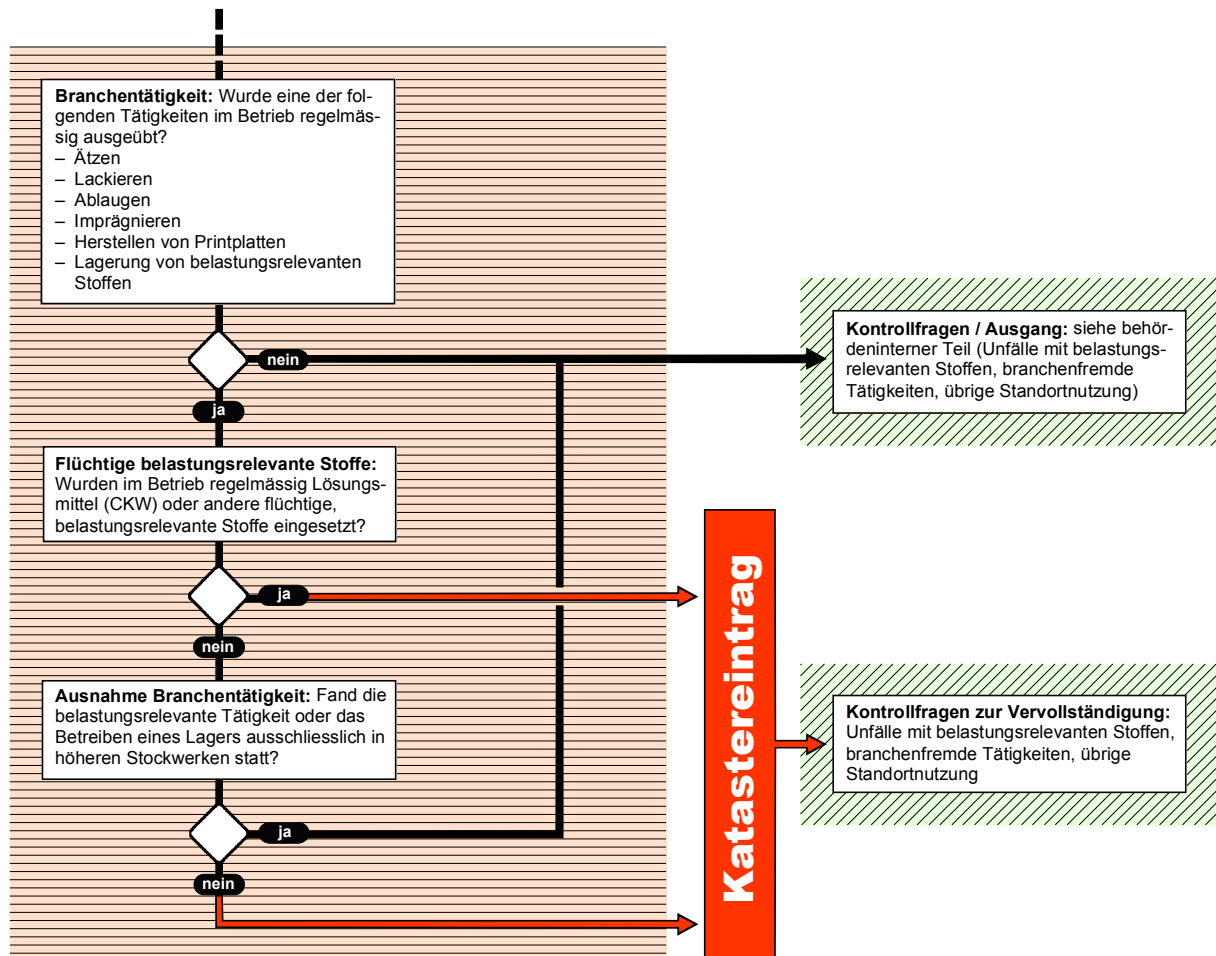 Branchentätigkeit: Wurde eine der fol-
genden Tätigkeiten im Betrieb regelmäs-
sig ausgeübt?
– Ätzen
– Lackieren
– Ablaugen
– Imprägnieren
– Herstellen von Printplatten
– Lagerung von belastungsrelevanten
Stoffen
nein
ja
Kontrollfragen / Ausgang: siehe behör-
deninterner Teil (Unfälle mit belastungs-
relevanten Stoffen, branchenfremde
Tätigkeiten, übrige Standortnutzung)
Flüchtige belastungsrelevante Stoffe:
Wurden im Betrieb regelmässig Lösungs-
mittel (CKW) oder andere flüchtige,
belastungsrelevante Stoffe eingesetzt?
ja
nein
Katastereintrag
Ausnahme Branchentätigkeit: Fand die
belastungsrelevante Tätigkeit oder das
Betreiben eines Lagers ausschliesslich in
höheren Stockwerken statt?
ja
nein
Kontrollfragen zur Vervollständigung:
Unfälle mit belastungsrelevanten Stoffen,
branchenfremde Tätigkeiten, übrige
Standortnutzung